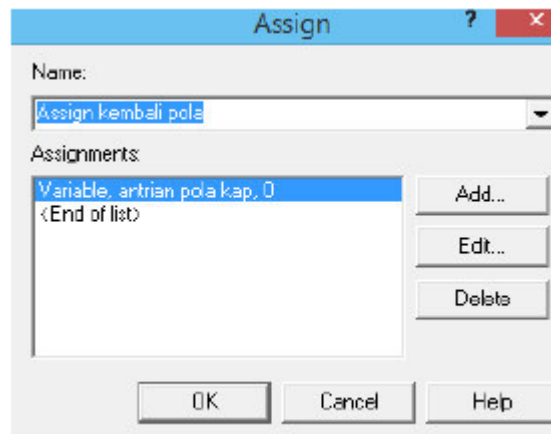 Assign
?
×
Name:
Assign kembali pola
Assignments:
Variable, antrian pola kap, 0
<End of list>
Add...
Edit...
Delete
OK
Cancel
Help